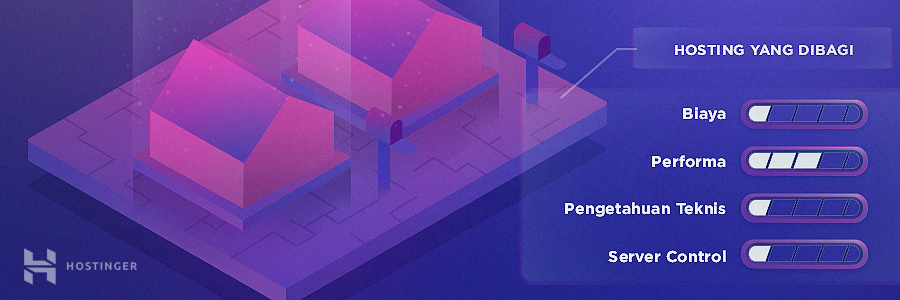 HOSTING YANG DIBAGI
Biaya
Performa
Pengetahuan Teknis
Server Control
HOSTINGER